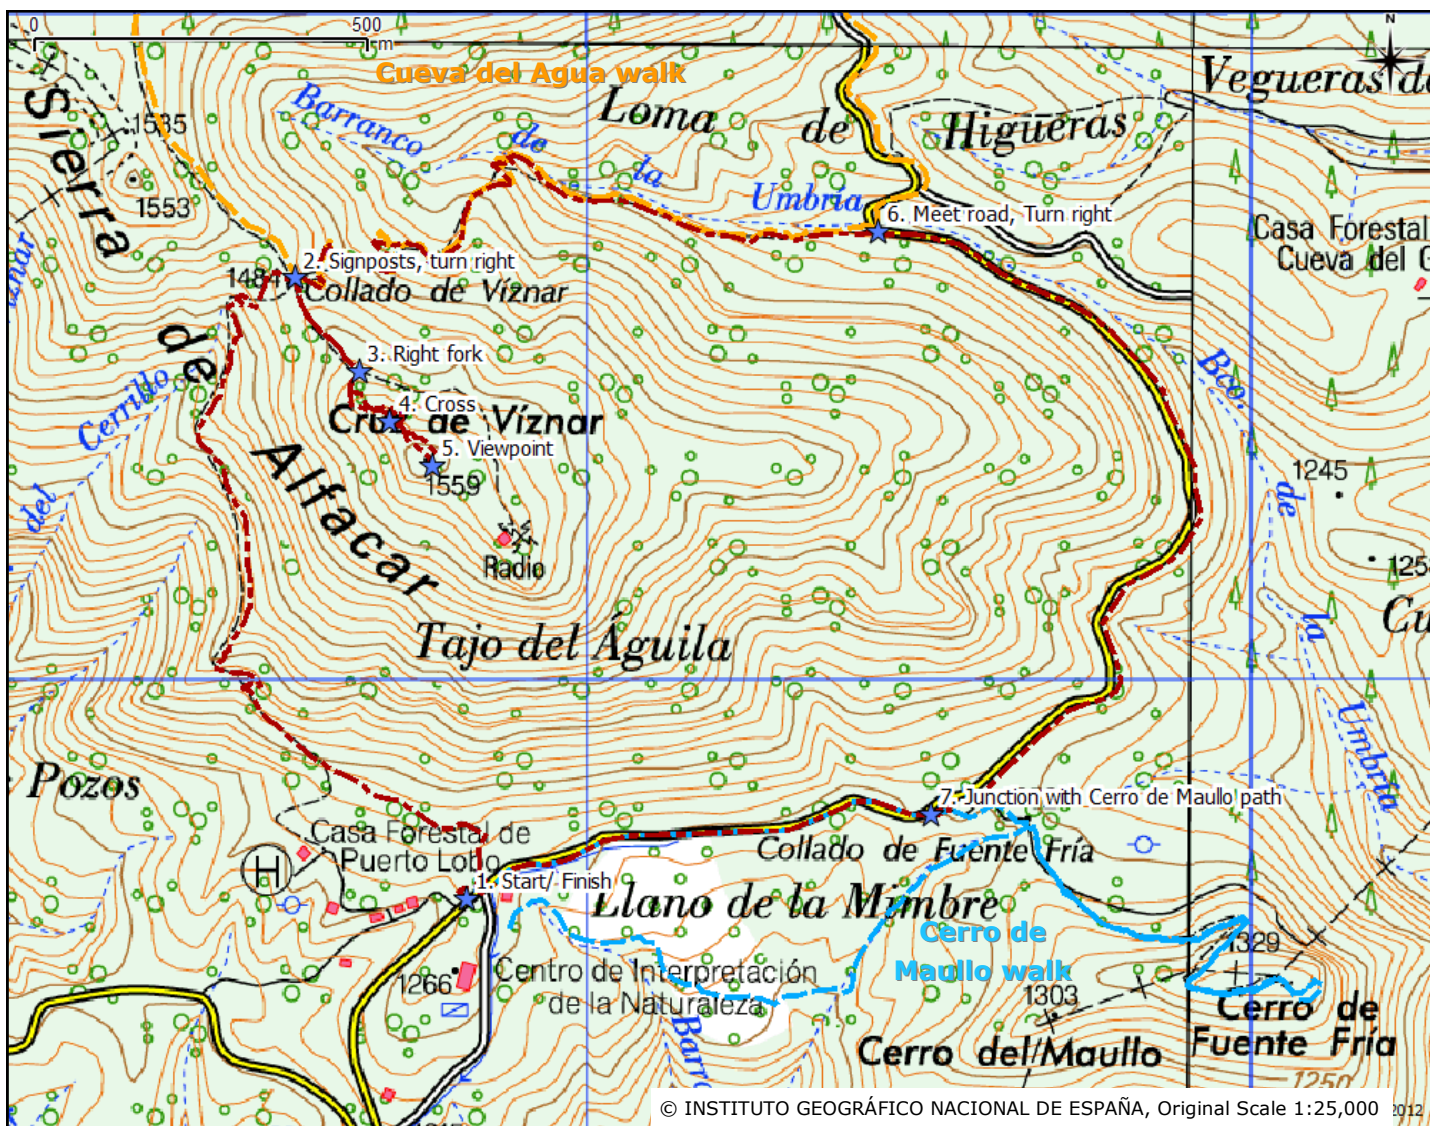 0
500
m
N
Cueva del Agua walk
Vegueras de
Sierra
Barranco
de
la
Umbría
Loma
de
Higueras
1535
1553
6. Meet road, Turn right
Casa Forestal
Cueva del G
2. Signposts, turn right
1484
Collado de Víznar
de
3. Right fork
Bco.
Cerrillo
4. Cross
Cruz de Víznar
5. Viewpoint
1245
1559
Alfacar
del
de
Radio
125
la
Cu
Tajo del Águila
Umbría
Pozos
7. Junction with Cerro de Maullo path
Casa Forestal de
Puerto Lobo
Collado de Fuente Fría
H
1. Start/ Finish
Llano de la Mimbre
Cerro de
Maullo walk
1329
1266
Centro de Interpretación
de la Naturaleza
1303
Cerro de
Fuente Fría
Cerro del Maullo
Barr
1250
© INSTITUTO GEOGRÁFICO NACIONAL DE ESPAÑA, Original Scale 1:25,000
2012